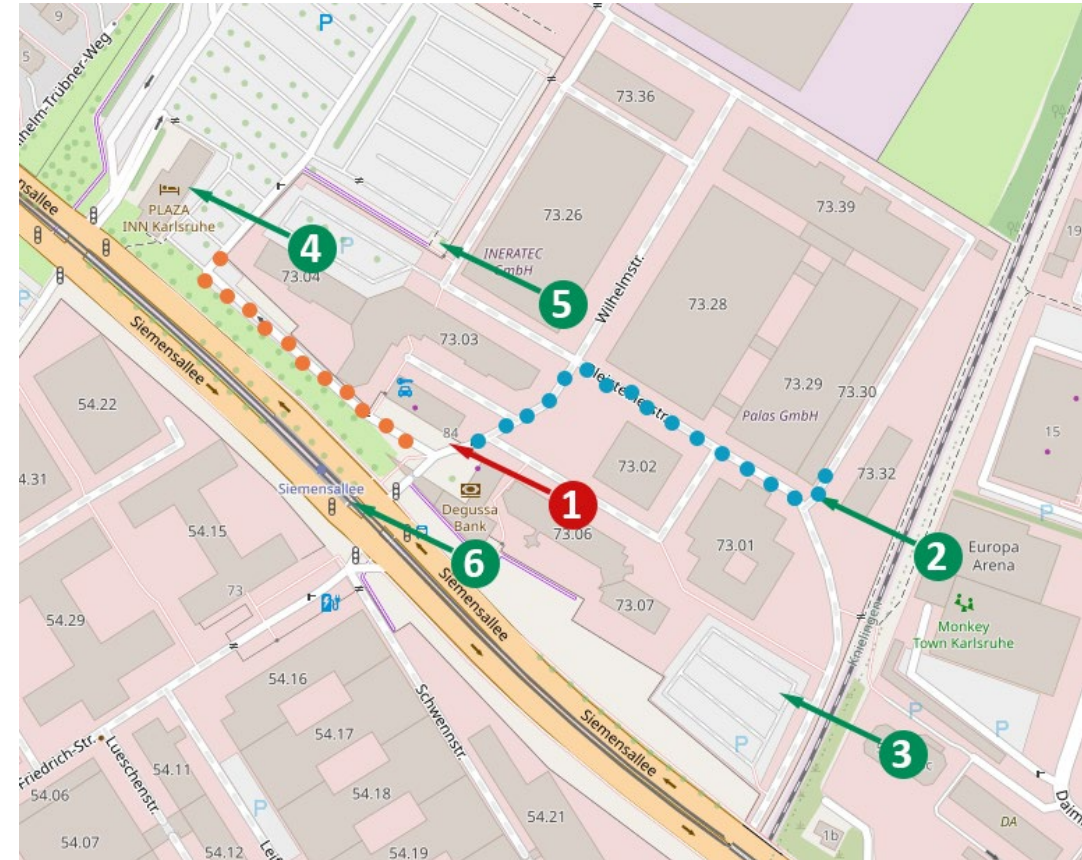 9
P
5
lhelm-Trübner-Weg
nsallee
PLAZA
INN Karlsruhe
4
P
73.04
5
INERATEC
GmbH
73.36
73.26
Wilhelmstr.
73.39
19
73.28
73.03
Siemensallee
Siemensallee
54.22
84
73.29
73.30
Palas GmbH
15
P
.31
Siemensallee
1
73.02
73.32
2
Degussa
Bank
73.06
54.15
6
73.01
Europa
Arena
73
73.07
Monkey
Town Karlsruhe
54.29
Siemensallee
54.16
Schwennstr.
Siemensallee
P
3
P
54.17
Friedrich-Str.
Lueschenstr.
54.11
54.06
54.18
P
54.21
54.07
54.12
54.19
1b
DA